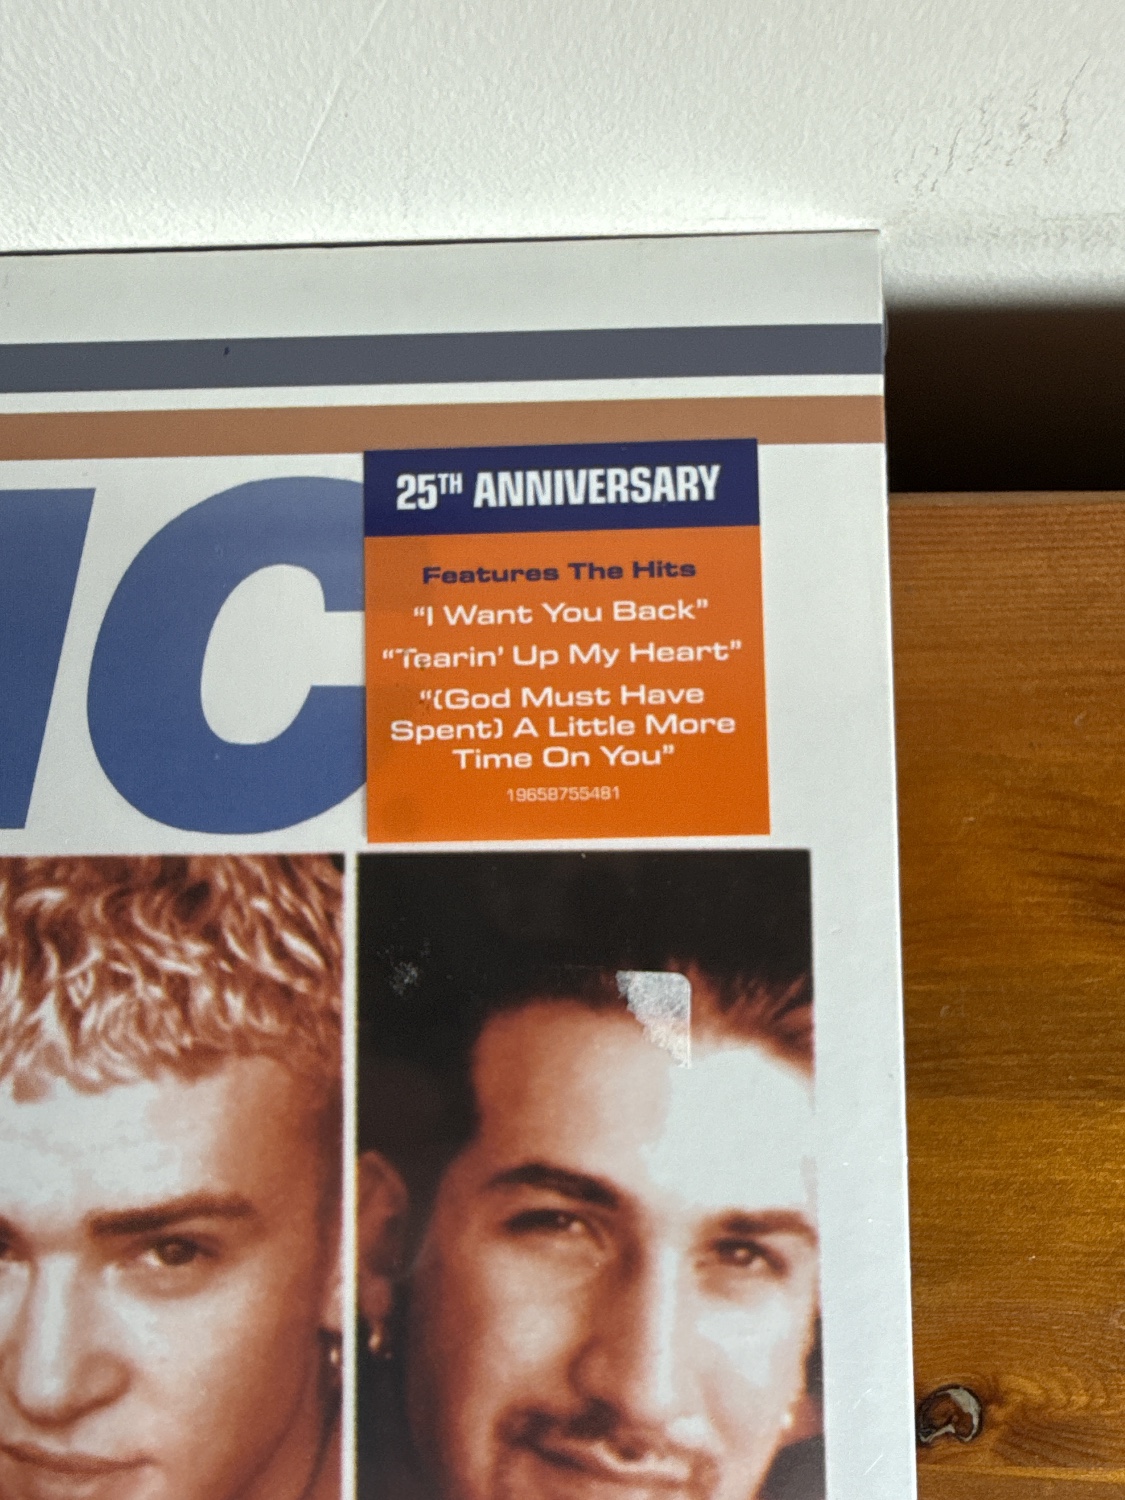 NC
25TH ANNIVERSARY
Features The Hits
“I Want You Back”
“Tearin’ Up My Heart”
“(God Must Have
Spent) A Little More
Time On You”
19658755481